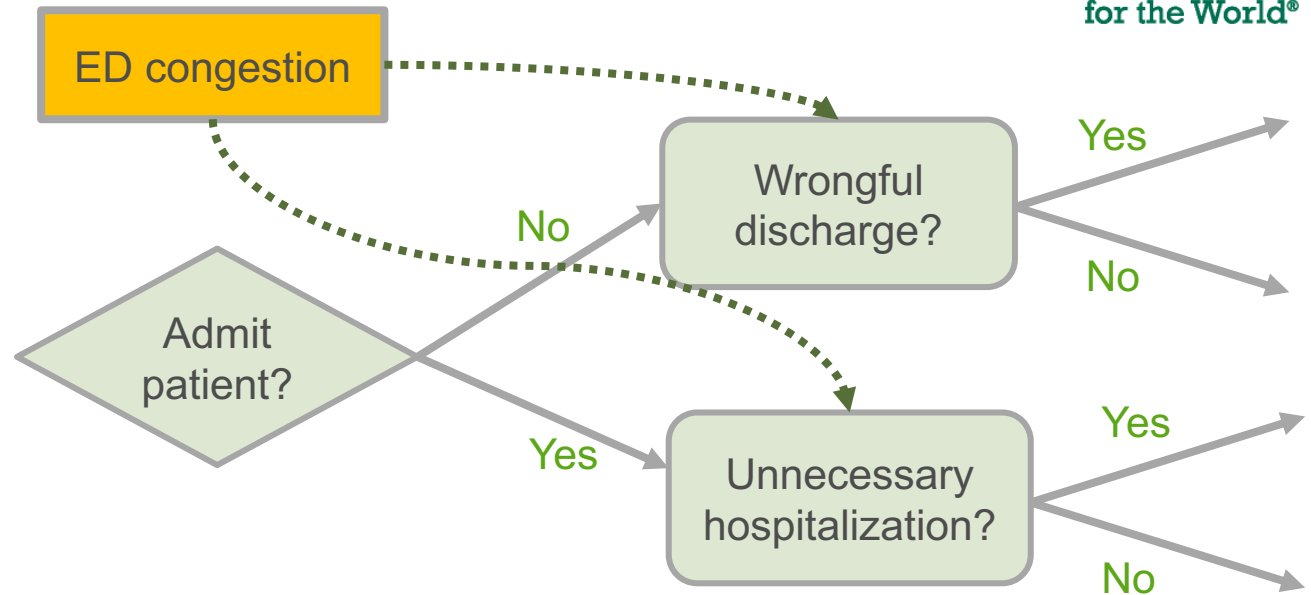 for the World®
ED congestion
Yes
Wrongful
discharge?
No
No
Admit
patient?
Yes
Yes
Unnecessary
hospitalization?
No